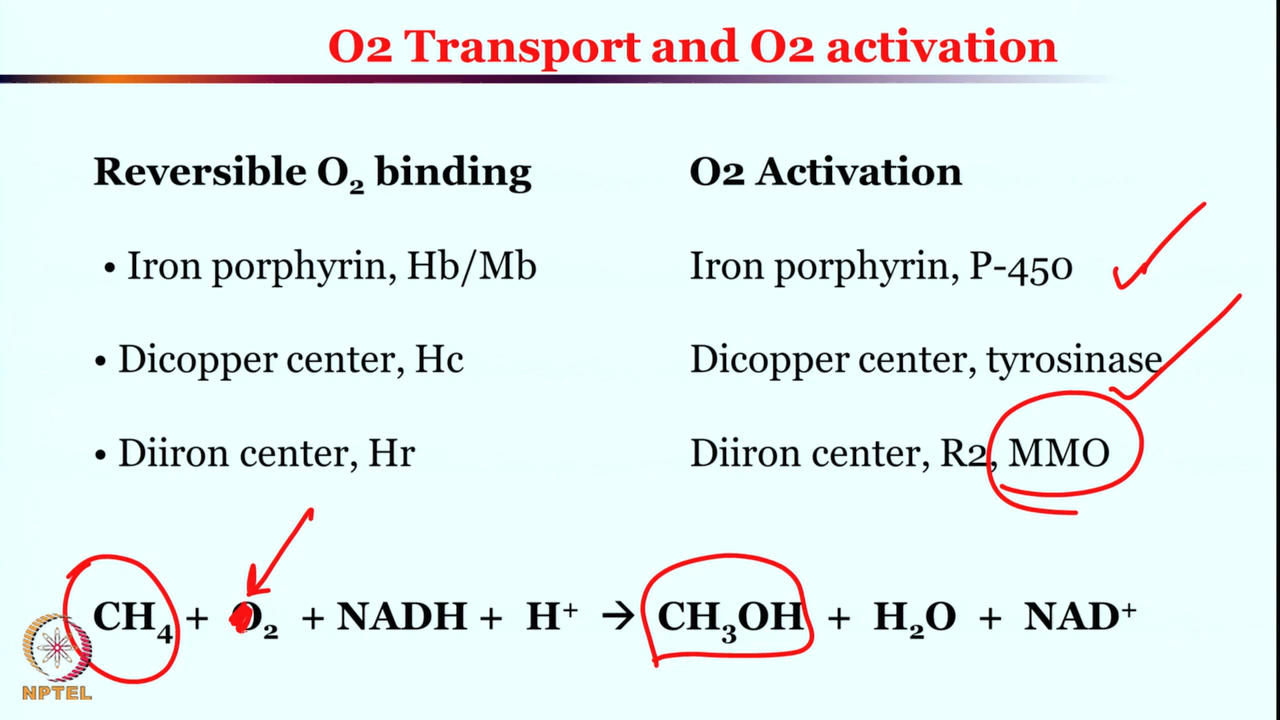 O2 Transport and O2 activation
Reversible O₂ binding
O2 Activation
• Iron porphyrin, Hb/Mb
Iron porphyrin, P-450
• Dicopper center, Hc
Dicopper center, tyrosinase
• Diiron center, Hr
Diiron center, R2, MMO
CH₄ + O₂ + NADH + H⁺ → CH₃OH + H₂O + NAD⁺
NPTEL